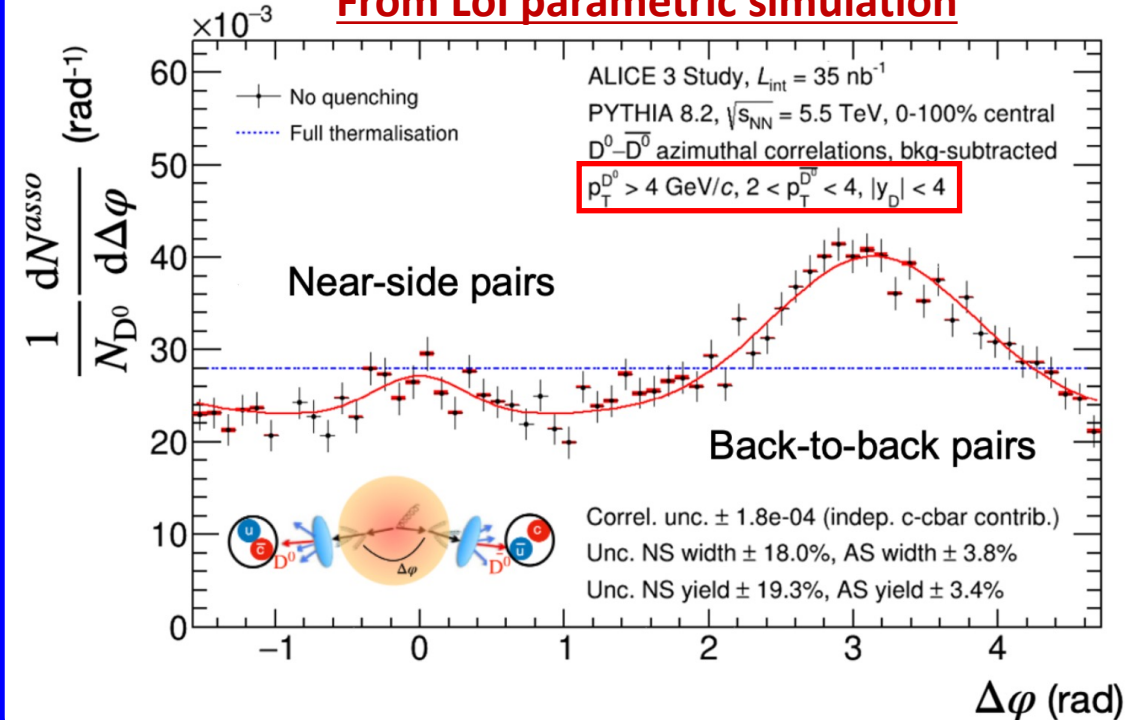 From LoI parametric simulation
×10⁻³
ALICE 3 Study, L_int = 35 nb⁻¹
No quenching
PYTHIA 8.2, √s_NN = 5.5 TeV, 0-100% central
Full thermalisation
D⁰–D̅⁰ azimuthal correlations, bkg-subtracted
p_T^D⁰ > 4 GeV/c, 2 < p_T^D̅⁰ < 4, |y_D| < 4
1/N_D⁰ dN^asso/dΔφ (rad⁻¹)
60
50
40
30
20
10
0
Near-side pairs
Back-to-back pairs
Correl. unc. ± 1.8e-04 (indep. c-cbar contrib.)
Unc. NS width ± 18.0%, AS width ± 3.8%
Unc. NS yield ± 19.3%, AS yield ± 3.4%
u
c̅
D⁰
Δφ
D̅⁰
c
u̅
−1 0 1 2 3 4
Δφ (rad)